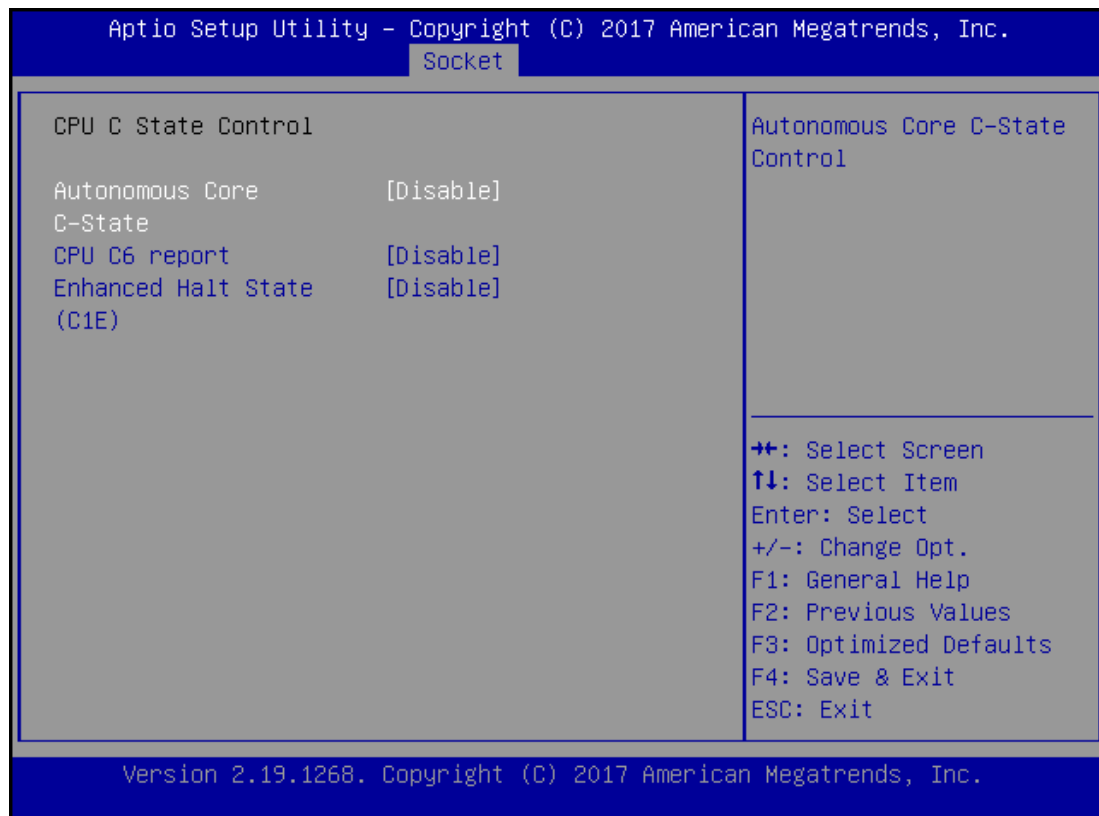 Aptio Setup Utility – Copyright (C) 2017 American Megatrends, Inc.
Socket
CPU C State Control
Autonomous Core [Disable]
C-State
CPU C6 report [Disable]
Enhanced Halt State [Disable]
(C1E)
Autonomous Core C-State
Control
→←: Select Screen
↑↓: Select Item
Enter: Select
+/-: Change Opt.
F1: General Help
F2: Previous Values
F3: Optimized Defaults
F4: Save & Exit
ESC: Exit
Version 2.19.1268. Copyright (C) 2017 American Megatrends, Inc.